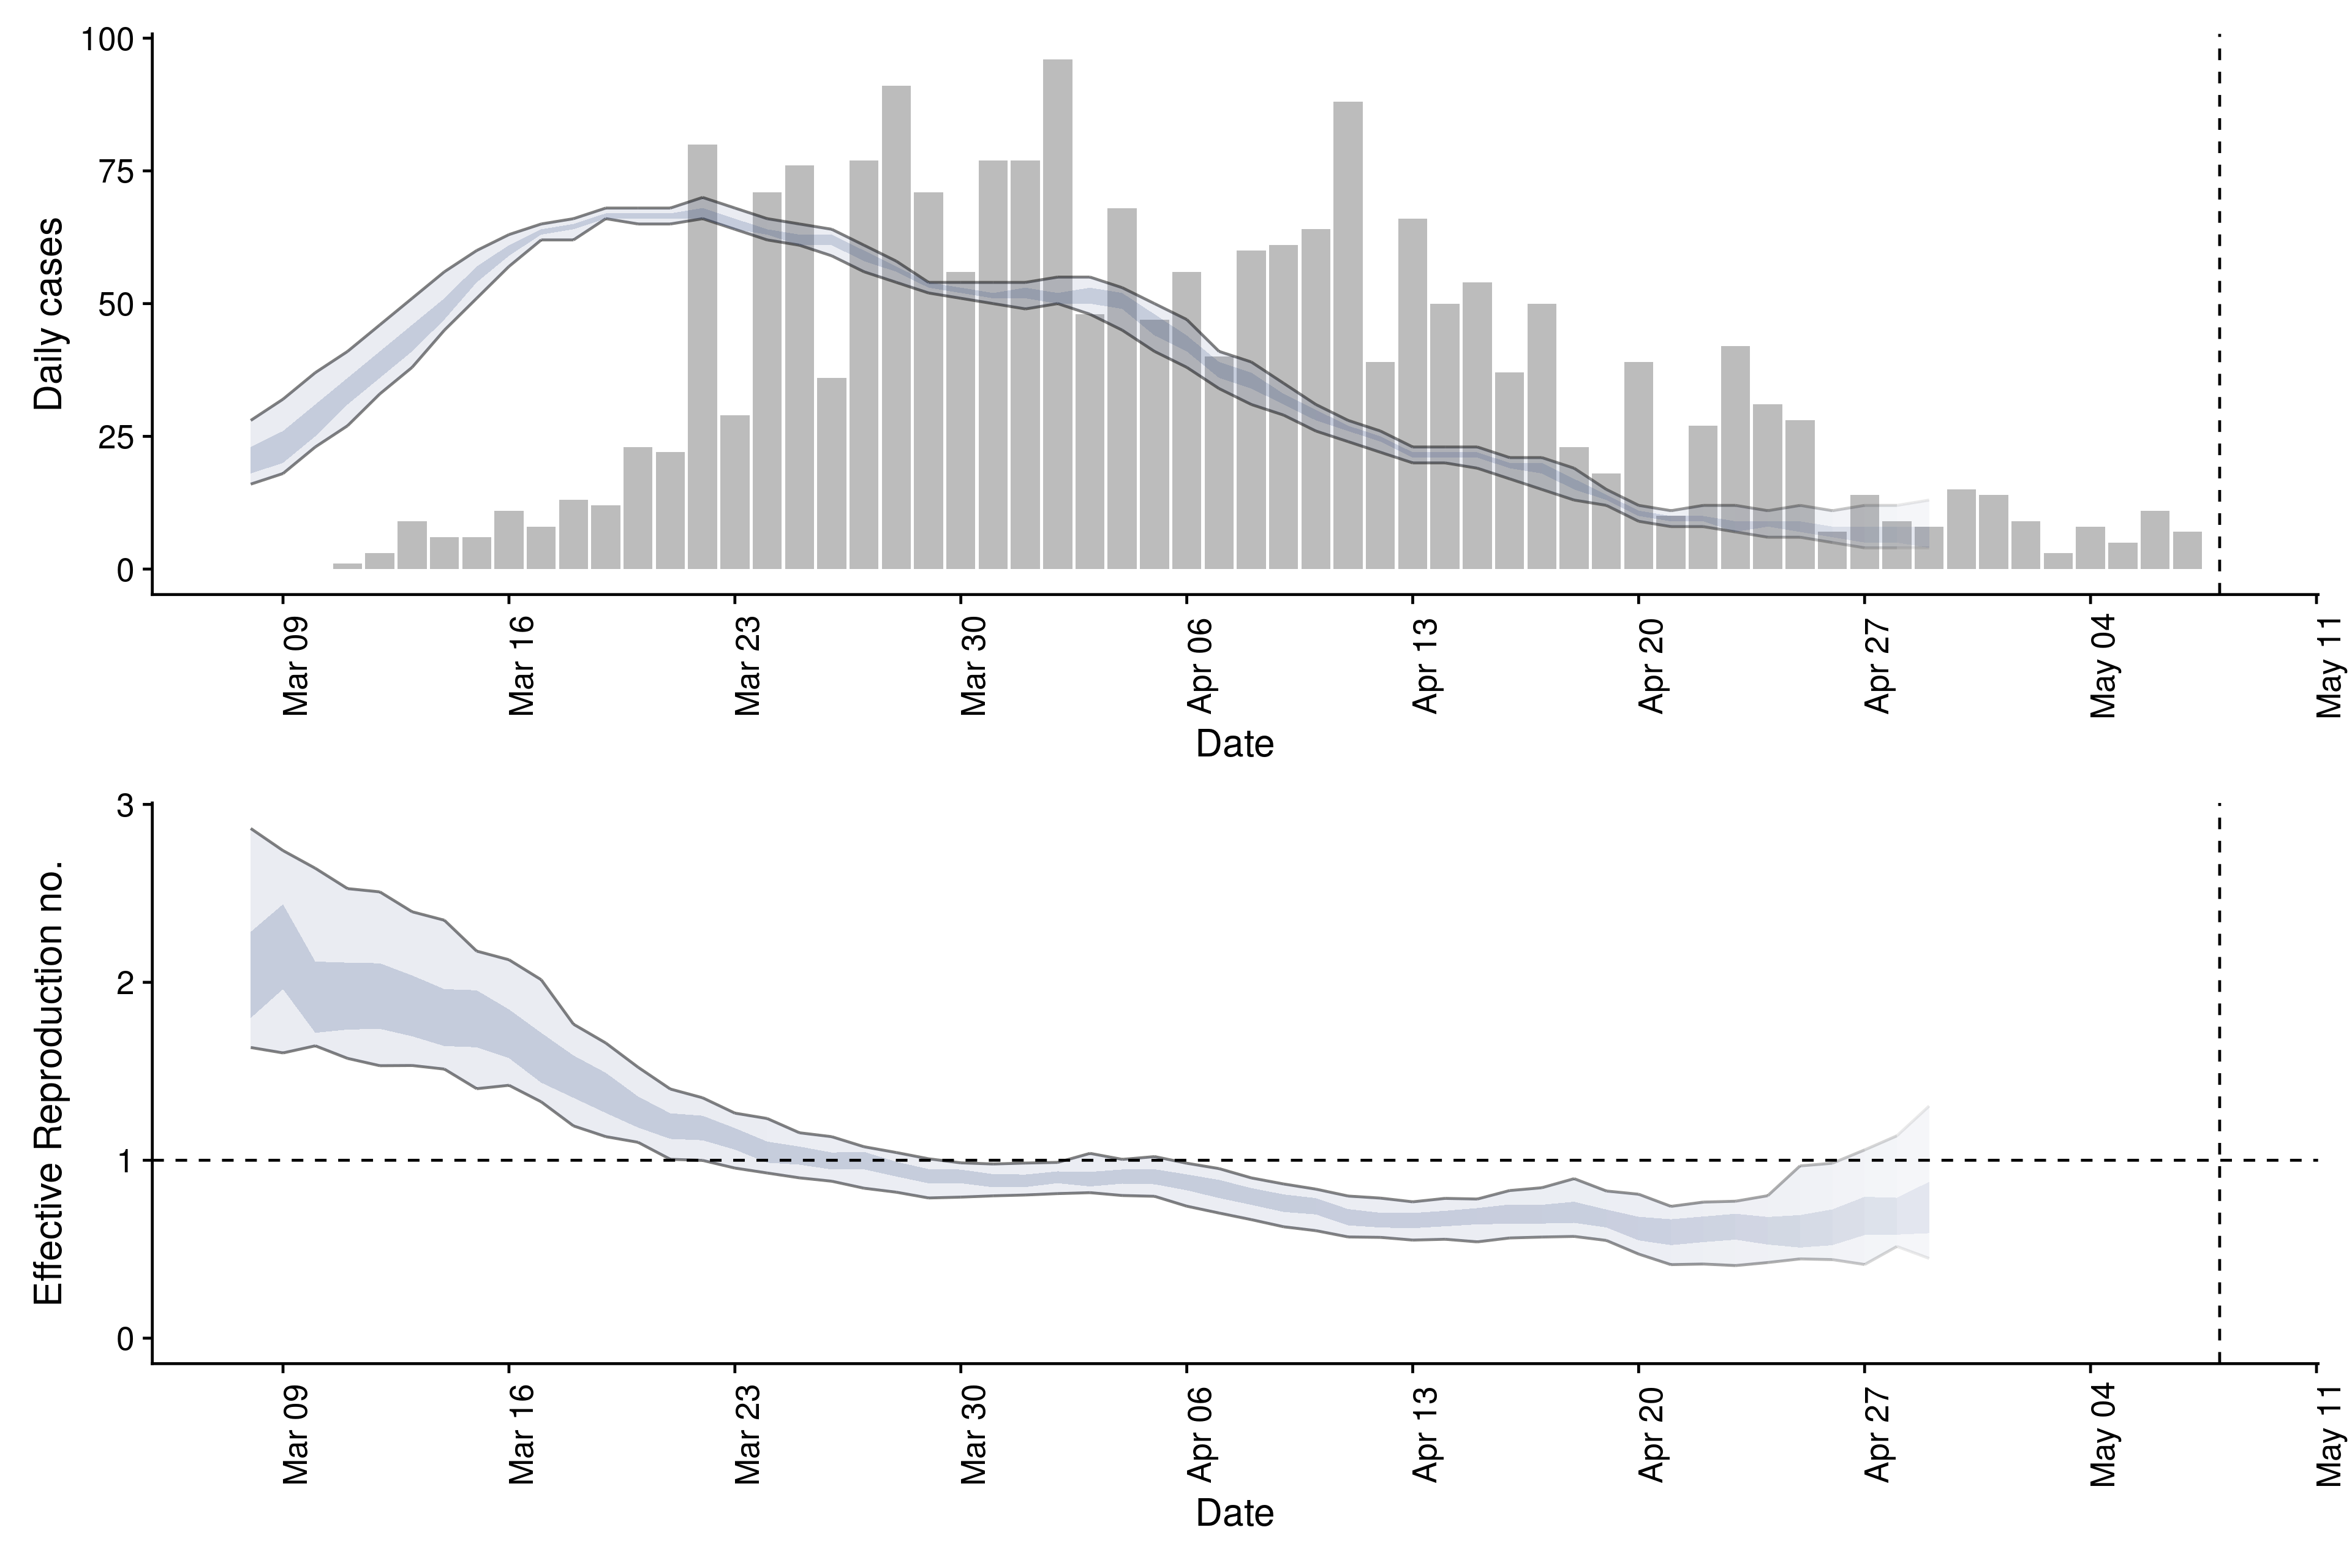 Daily cases
100
75
50
25
0
Mar 09
Mar 16
Mar 23
Mar 30
Apr 06
Apr 13
Apr 20
Apr 27
May 04
May 11
Date
Effective Reproduction no.
3
2
1
0
Mar 09
Mar 16
Mar 23
Mar 30
Apr 06
Apr 13
Apr 20
Apr 27
May 04
May 11
Date